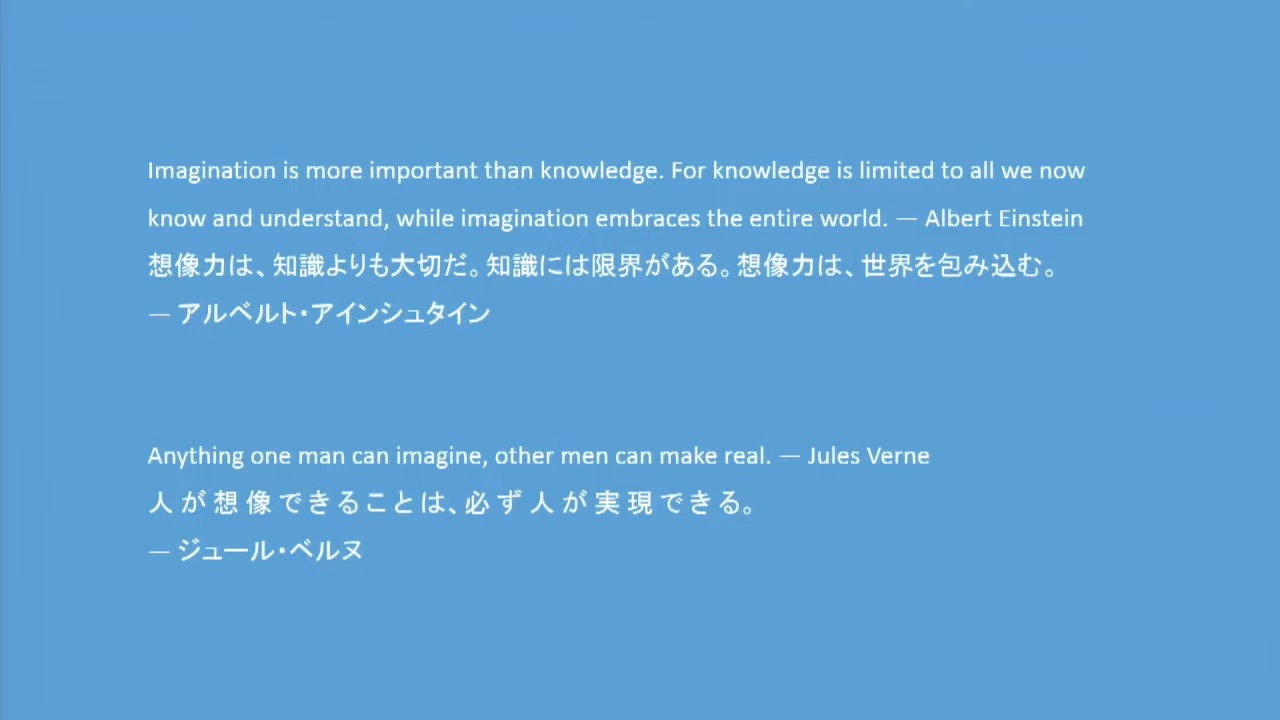 Imagination is more important than knowledge. For knowledge is limited to all we now
know and understand, while imagination embraces the entire world. — Albert Einstein
想像力は、知識よりも大切だ。知識には限界がある。想像力は、世界を包み込む。
— アルベルト・アインシュタイン
Anything one man can imagine, other men can make real. — Jules Verne
人が想像できることは、必ず人が実現できる。
— ジュール・ベルヌ